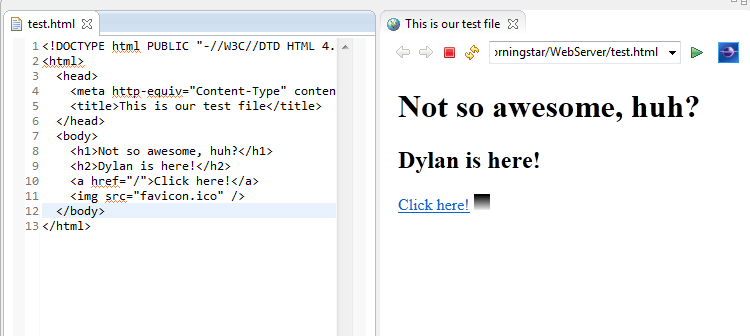 test.html
1 <!DOCTYPE html PUBLIC "-//W3C//DTD HTML 4.
2 <html>
3   <head>
4     <meta http-equiv="Content-Type" conten
5     <title>This is our test file</title>
6   </head>
7   <body>
8     <h1>Not so awesome, huh?</h1>
9     <h2>Dylan is here!</h2>
10     <a href="/">Click here!</a>
11     <img src="favicon.ico" />
12   </body>
13 </html>
This is our test file
orningstar/WebServer/test.html
Not so awesome, huh?
Dylan is here!
Click here!